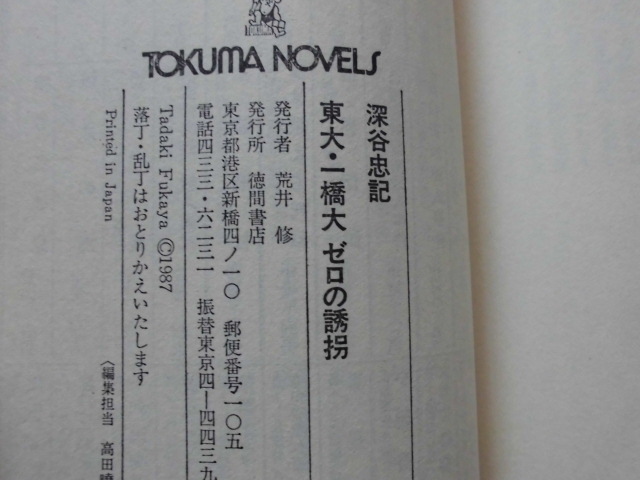 TOKUMA NOVELS
深谷忠記
東大・一橋大 ゼロの誘拐
発行者 荒井 修
発行所 徳間書店
東京都港区新橋四ノ一〇 郵便番号一〇五
電話四三三・六二三一 振替東京四―四四三九
Tadaki Fukaya ©1987
落丁・乱丁はおとりかえいたします
Printed in Japan
〈編集担当 高田